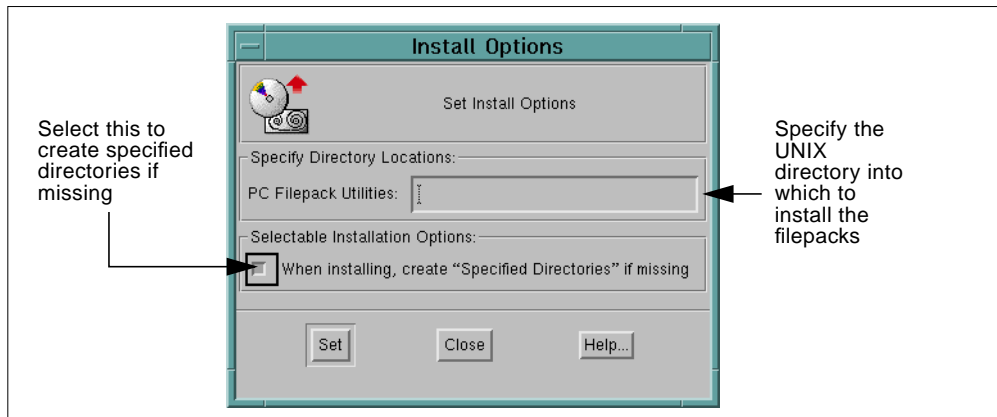 Install Options
Set Install Options
Select this to
create specified
directories if
missing
Specify Directory Locations:
PC Filepack Utilities:
Specify the
UNIX
directory into
which to
install the
filepacks
Selectable Installation Options:
When installing, create “Specified Directories” if missing
Set
Close
Help...